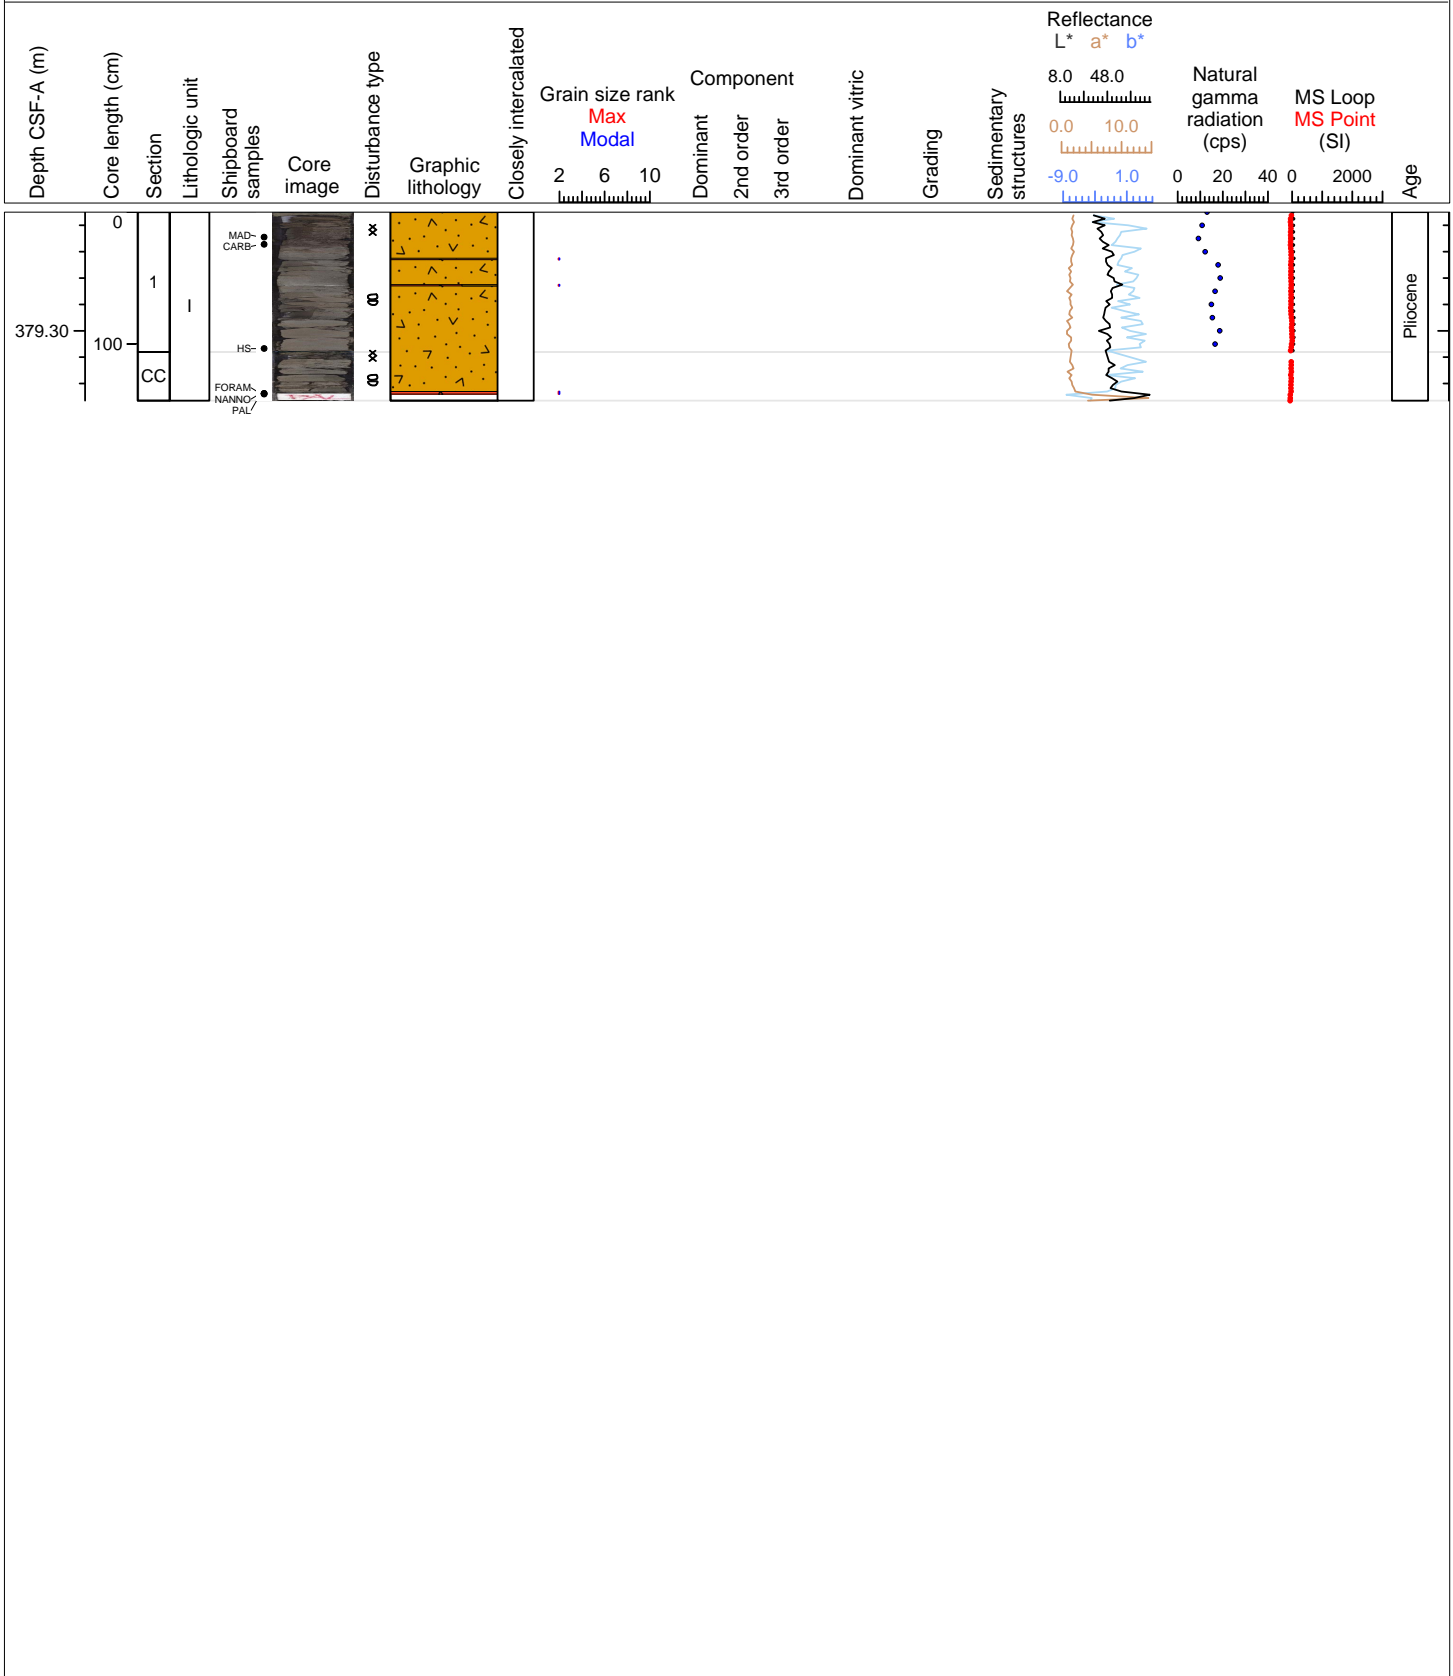 Depth CSF-A (m)
Core length (cm)
Section
Lithologic unit
Shipboard
samples
Core
image
Disturbance type
Graphic
lithology
Closely intercalated
Grain size rank
Max
Modal
2 6 10
Component
Dominant
2nd order
3rd order
Dominant vitric
Grading
Sedimentary
structures
Reflectance
L* a* b*
8.0 48.0
0.0 10.0
-9.0 1.0
Natural
gamma
radiation
(cps)
0 20 40
MS Loop
MS Point
(SI)
0 2000
Age
0
MAD
CARB
1
I
379.30
100
HS
CC
FORAM
NANNO
PAL
Pliocene